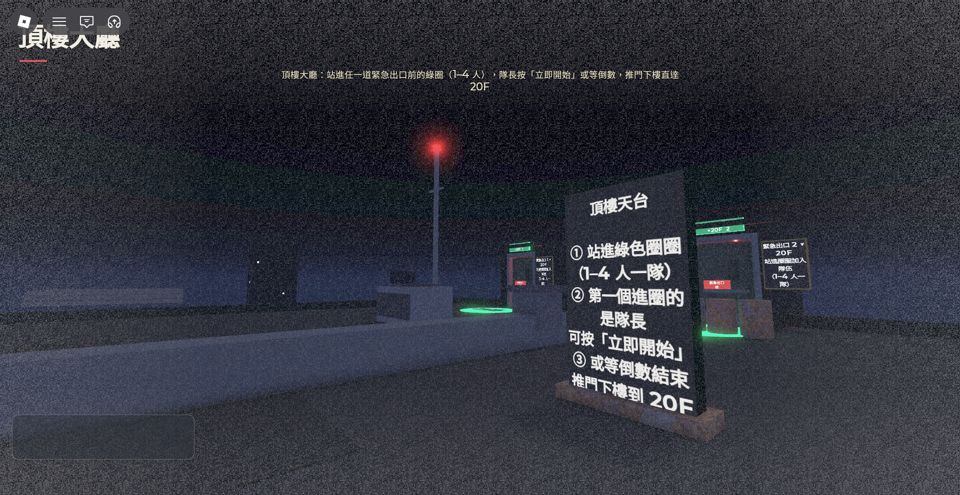 頂樓大廳
頂樓大廳：站進任一道緊急出口前的綠圈（1–4 人），隊長按「立即開始」或等倒數，推門下樓直達
20F
頂樓天台
① 站進綠色圈圈
（1–4 人一隊）
② 第一個進圈的
是隊長
可按「立即開始」
③ 或等倒數結束
推門下樓到 20F
緊急出口 2 ▾
20F
站進圈圈加入
隊伍
（1–4 人一
隊）